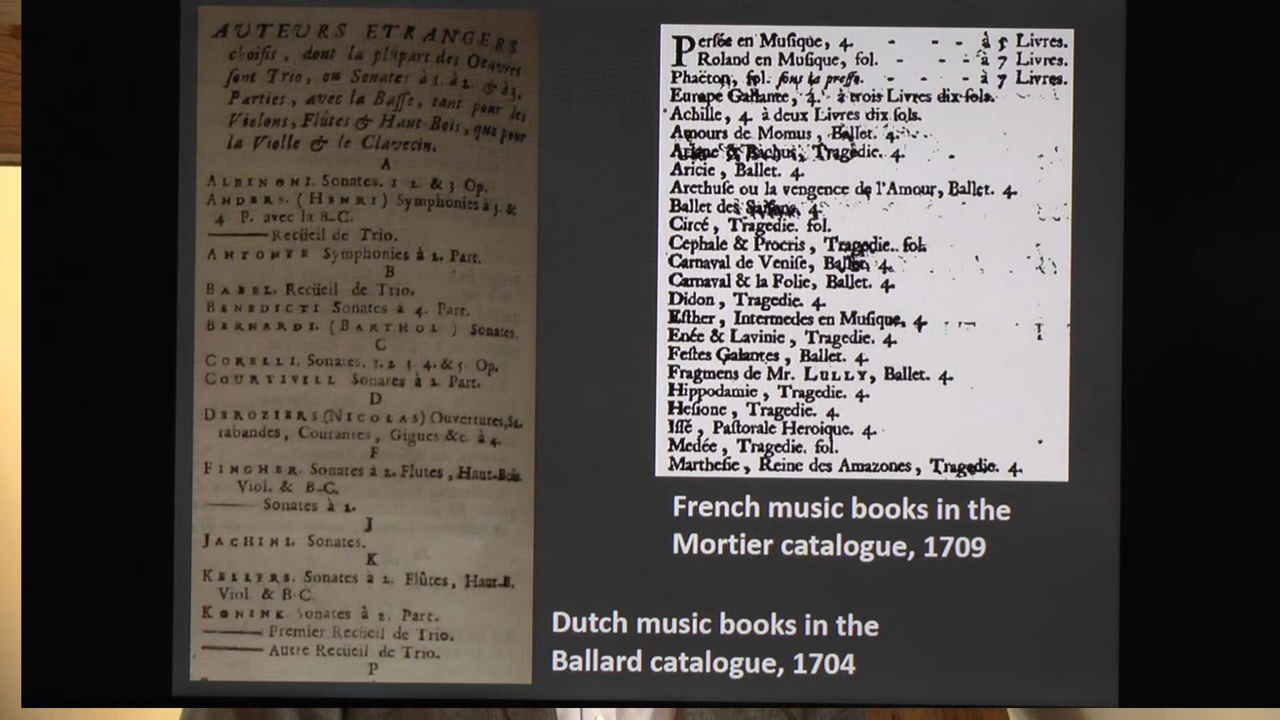 AUTEURS ETRANGERS
choisis, dont la plûpart des Oeuvres
sont Trio, ou Sonates à 1. à 2. & à 3.
Parties, avec la Basse, tant pour les
Violons, Flûtes & Haut-Bois, que pour
la Violle & le Clavecin.
A
ALBINONI. Sonates. 1 2 & 3 Op.
ANDERS. (HENRI) Symphonies à 3. &
4 P. avec la B-C.
Recüeil de Trio.
Symphonies à 2. Part.
B
BABEL. Recüeil de Trio.
BENEDICTI Sonates à 4. Part.
BERNARDI. (BARTHOL) Sonates.
C
CORELLI. Sonates. 1. 2 3 4. & 5 Op.
COURTIVILL Sonates à 2 Part.
D
DEROZIERS (NICOLAS) Ouvertures, Sa
rabandes, Courantes, Gigues &c. à 4.
F
FINGHER. Sonates à 2. Flutes, Haut-Bois
Viol. & B-C.
Sonates à 2.
J
JACHINI. Sonates.
K
KELLERS. Sonates à 2. Flûtes, Haut-B.
Viol. & B-C
KONINK. Sonates à 2. Part.
Premier Recüeil de Trio.
Autre Recüeil de Trio.
P
Persée en Musique, 4. - - - à 5 Livres.
Roland en Musique, fol. - - - - à 7 Livres.
Phaëton, fol. sous la presse. - - - - à 7 Livres.
Europe Gallante, 4. à trois Livres dix sols.
Achille, 4. à deux Livres dix sols.
Amours de Momus, Ballet. 4.
Ariane & Bachus, Tragedie. 4.
Aricie, Ballet. 4.
Arethuse ou la vengence de l'Amour, Ballet. 4.
Ballet des Saisons, 4.
Circé, Tragedie. fol.
Cephale & Procris, Tragedie. fol.
Carnaval de Venise, Ballet 4.
Carnaval & la Folie, Ballet. 4.
Didon, Tragedie. 4.
Esther, Intermedes en Musique, 4
Enée & Lavinie, Tragedie. 4.
Festes Galantes, Ballet. 4.
Fragmens de Mr. LULLY, Ballet. 4.
Hippodamie, Tragedie. 4.
Hesione, Tragedie. 4.
Issé, Pastorale Heroique. 4.
Medée, Tragedie. fol.
Marthesie, Reine des Amazones, Tragedie. 4.
French music books in the
Mortier catalogue, 1709
Dutch music books in the
Ballard catalogue, 1704